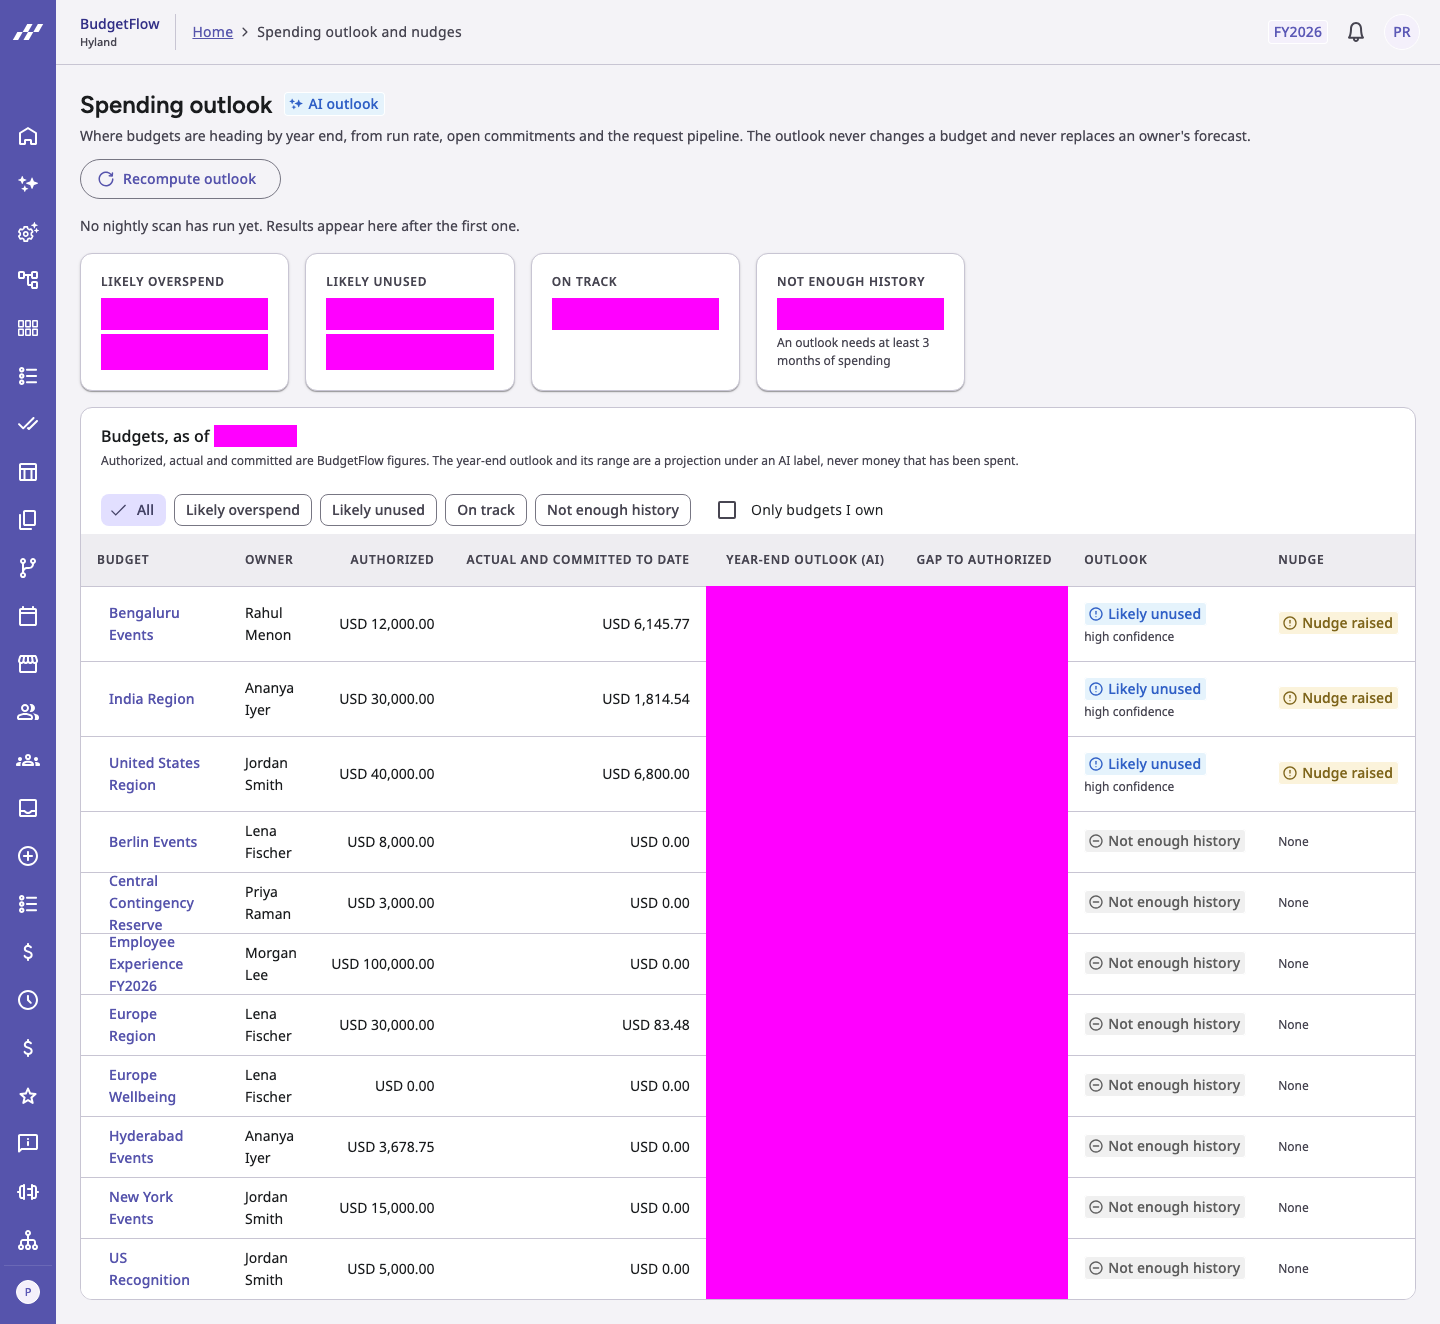 BudgetFlow
Hyland
Home > Spending outlook and nudges
FY2026
PR
Spending outlook
AI outlook
Where budgets are heading by year end, from run rate, open commitments and the request pipeline. The outlook never changes a budget and never replaces an owner's forecast.
Recompute outlook
No nightly scan has run yet. Results appear here after the first one.
LIKELY OVERSPEND
LIKELY UNUSED
ON TRACK
NOT ENOUGH HISTORY
An outlook needs at least 3
months of spending
Budgets, as of
Authorized, actual and committed are BudgetFlow figures. The year-end outlook and its range are a projection under an AI label, never money that has been spent.
All
Likely overspend
Likely unused
On track
Not enough history
Only budgets I own
BUDGET OWNER AUTHORIZED ACTUAL AND COMMITTED TO DATE YEAR-END OUTLOOK (AI) GAP TO AUTHORIZED OUTLOOK NUDGE
Bengaluru
Events
Rahul
Menon
USD 12,000.00
USD 6,145.77
Likely unused
high confidence
Nudge raised
India Region
Ananya
Iyer
USD 30,000.00
USD 1,814.54
Likely unused
high confidence
Nudge raised
United States
Region
Jordan
Smith
USD 40,000.00
USD 6,800.00
Likely unused
high confidence
Nudge raised
Berlin Events
Lena
Fischer
USD 8,000.00
USD 0.00
Not enough history
None
Central
Contingency
Reserve
Priya
Raman
USD 3,000.00
USD 0.00
Not enough history
None
Employee
Experience
FY2026
Morgan
Lee
USD 100,000.00
USD 0.00
Not enough history
None
Europe
Region
Lena
Fischer
USD 30,000.00
USD 83.48
Not enough history
None
Europe
Wellbeing
Lena
Fischer
USD 0.00
USD 0.00
Not enough history
None
Hyderabad
Events
Ananya
Iyer
USD 3,678.75
USD 0.00
Not enough history
None
New York
Events
Jordan
Smith
USD 15,000.00
USD 0.00
Not enough history
None
US
Recognition
Jordan
Smith
USD 5,000.00
USD 0.00
Not enough history
None
P